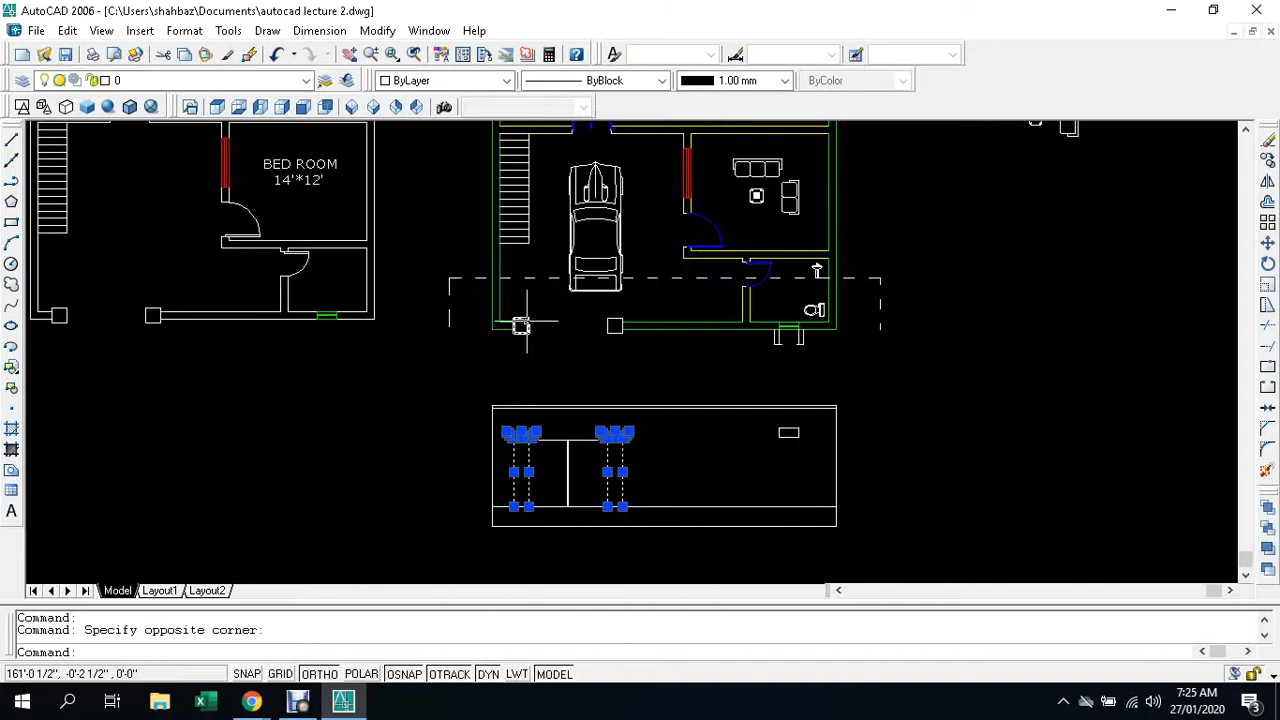 AutoCAD 2006 - [C:\Users\shahbaz\Documents\autocad lecture 2.dwg]
File Edit View Insert Format Tools Draw Dimension Modify Window Help
0 ByLayer ByBlock 1.00 mm ByColor
BED ROOM
14'*12'
Model Layout1 Layout2
Command:
Command: Specify opposite corner:
Command:
161'-0 1/2", -0'-2 1/2", 0'-0" SNAP GRID ORTHO POLAR OSNAP OTRACK DYN LWT MODEL
7:25 AM
27/01/2020
3